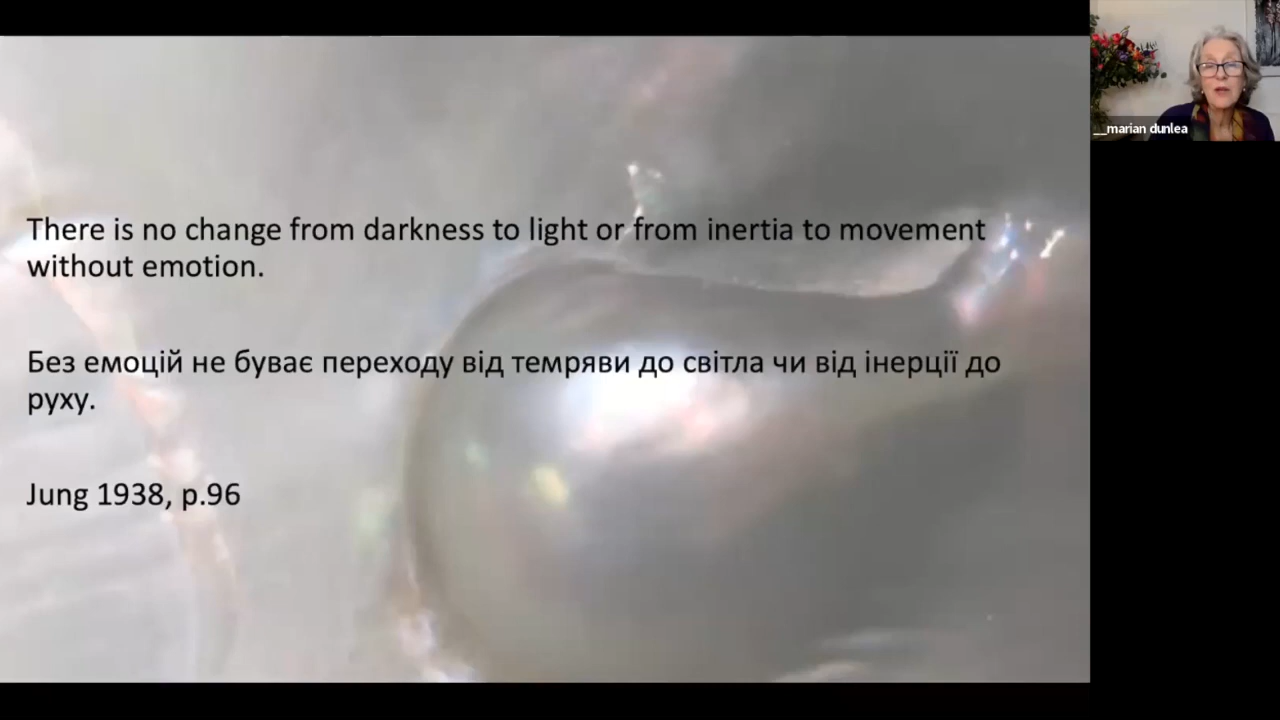 There is no change from darkness to light or from inertia to movement
without emotion.
Без емоцій не буває переходу від темряви до світла чи від інерції до
руху.
Jung 1938, p.96
__marian dunlea